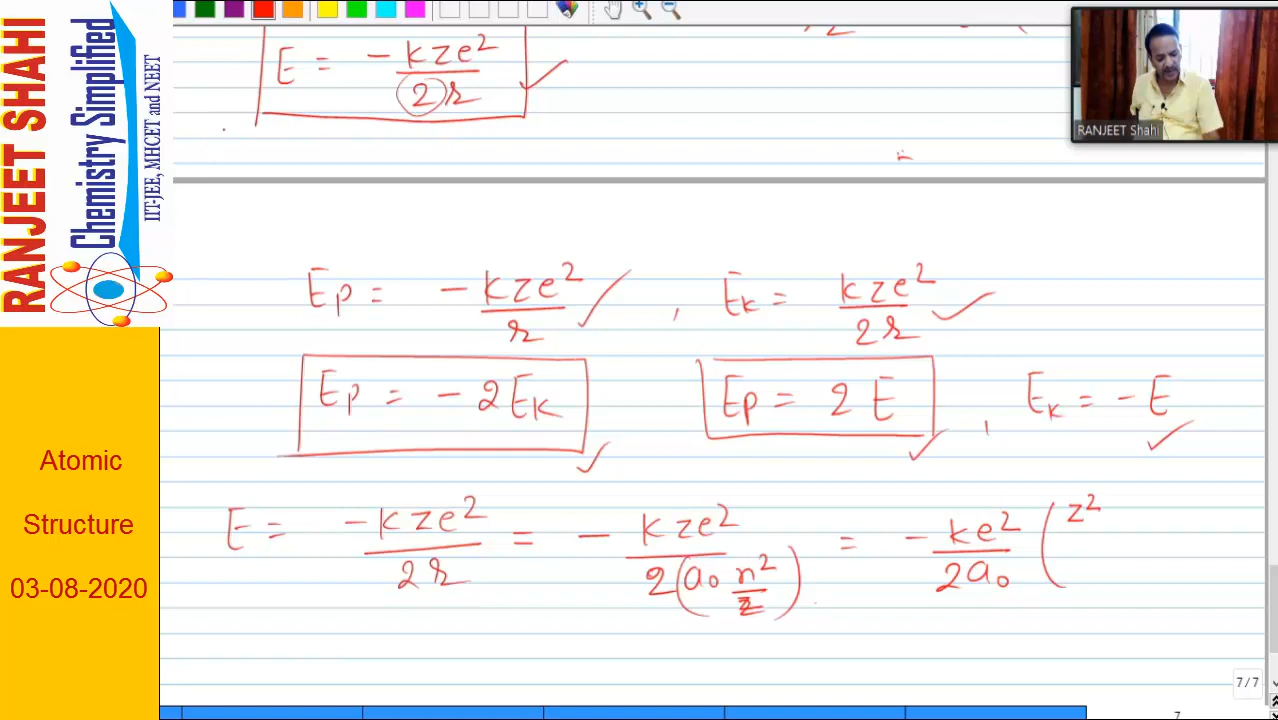 RANJEET SHAHI
Chemistry Simplified
IIT-JEE, MHCET and NEET
E = -kze²/2r
RANJEET Shahi
Ep = -kze²/r , Ek = kze²/2r
Ep = -2Ek Ep = 2E , Ek = -E
E = -kze²/2r = -kze²/2(a₀ n²/z) = -ke²/2a₀ (z²
Atomic
Structure
03-08-2020
7/7
7